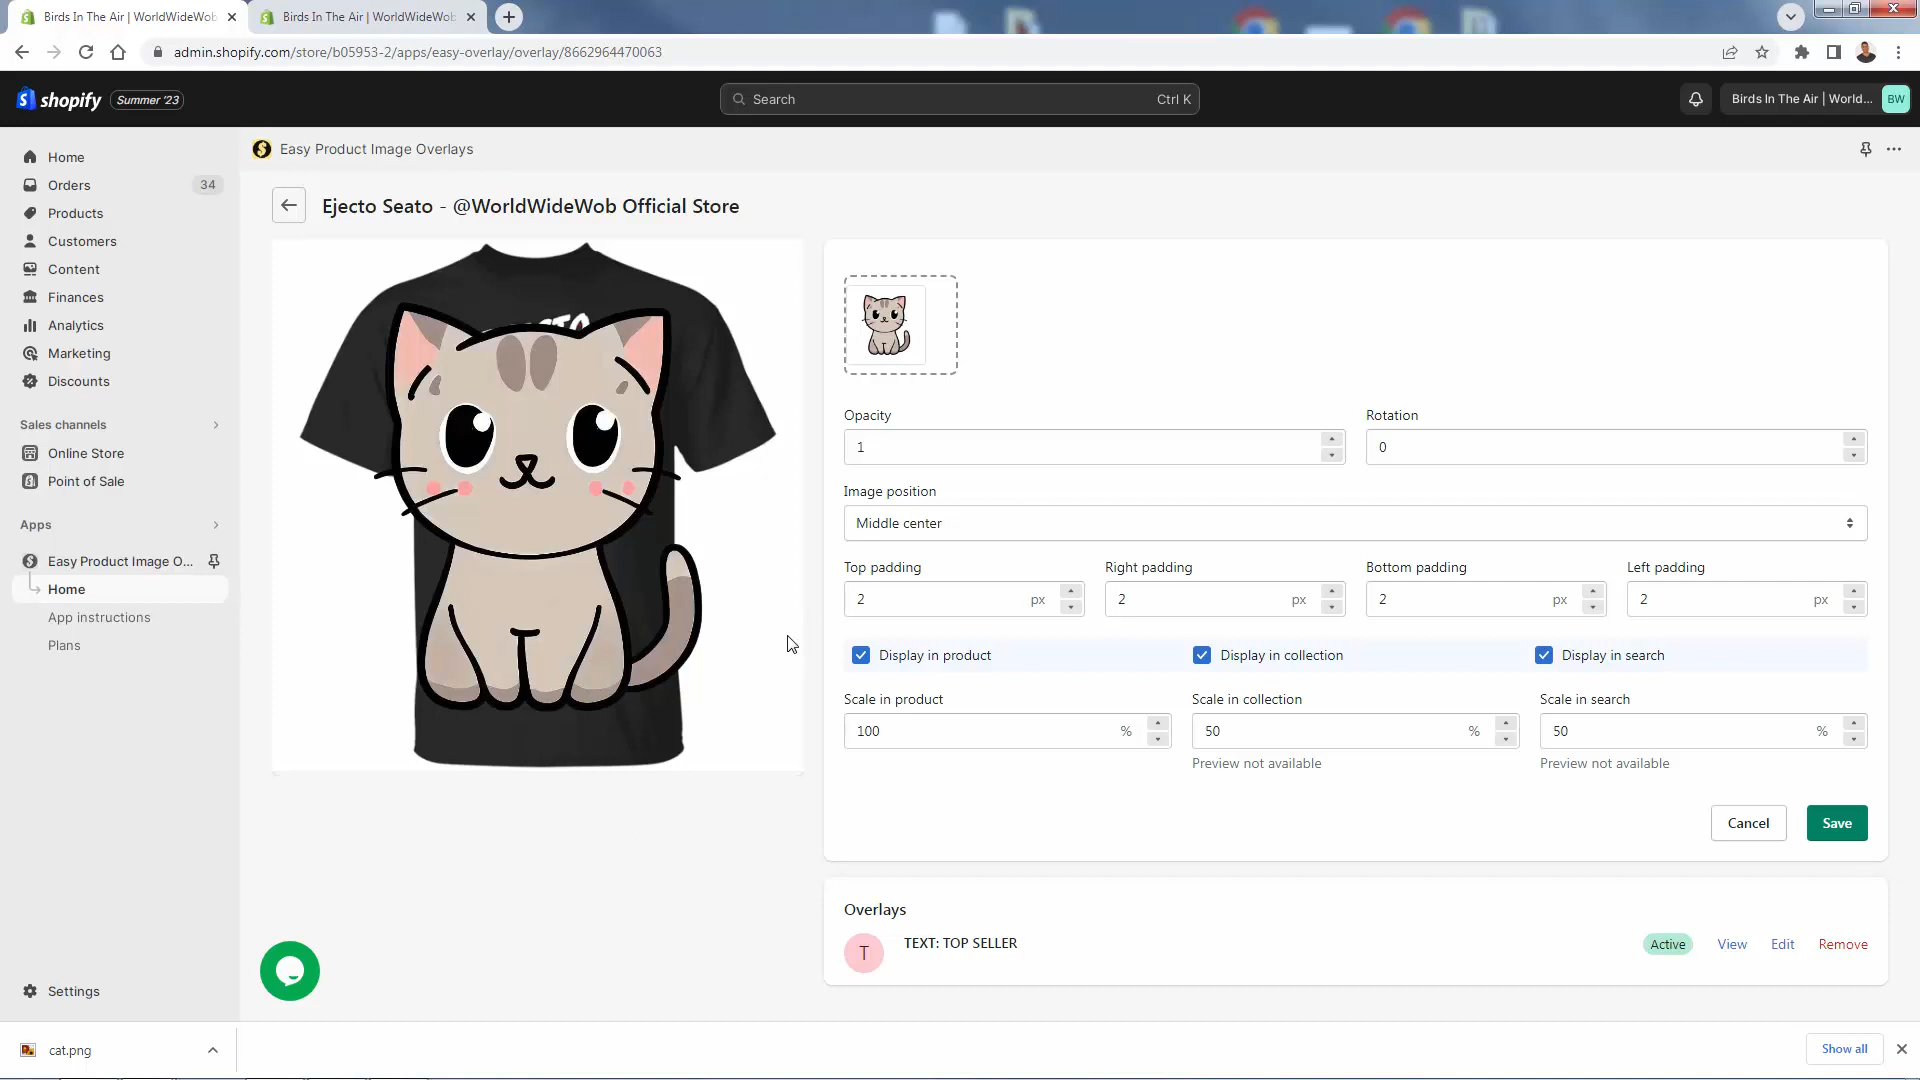 Birds In The Air | WorldWideWob
Birds In The Air | WorldWideWob
admin.shopify.com/store/b05953-2/apps/easy-overlay/overlay/8662964470063
shopify
Summer '23
Search
Ctrl K
Birds In The Air | World...
BW
Home
Orders
34
Products
Customers
Content
Finances
Analytics
Marketing
Discounts
Sales channels
Online Store
Point of Sale
Apps
Easy Product Image O...
Home
App instructions
Plans
Settings
Easy Product Image Overlays
Ejecto Seato - @WorldWideWob Official Store
Opacity
1
Rotation
0
Image position
Middle center
Top padding
2 px
Right padding
2 px
Bottom padding
2 px
Left padding
2 px
Display in product
Display in collection
Display in search
Scale in product
100 %
Scale in collection
50 %
Preview not available
Scale in search
50 %
Preview not available
Cancel
Save
Overlays
T
TEXT: TOP SELLER
Active
View
Edit
Remove
cat.png
Show all